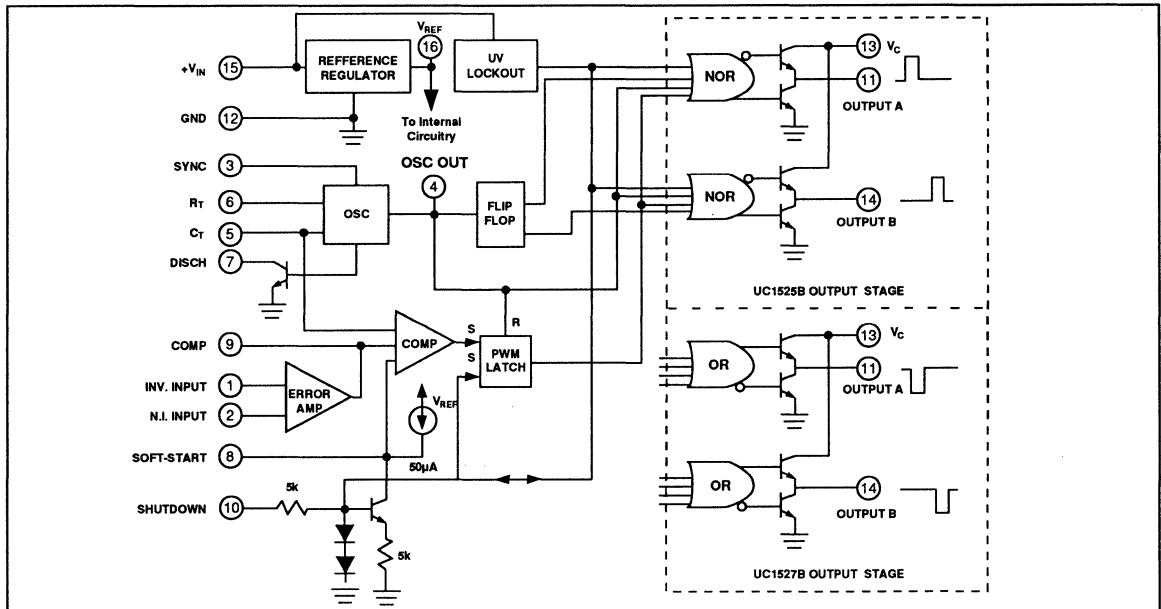 VREF
16
+VIN 15
REFFERENCE
REGULATOR
UV
LOCKOUT
GND 12
To Internal
Circuitry
SYNC 3
OSC OUT
4
RT 6
OSC
FLIP
FLOP
CT 5
DISCH 7
COMP 9
COMP
S
S
R
PWM
LATCH
INV. INPUT 1
ERROR
AMP
N.I. INPUT 2
VREF
SOFT-START 8
50µA
SHUTDOWN 10
5k
5k
NOR
13 VC
11
OUTPUT A
NOR
14
OUTPUT B
UC1525B OUTPUT STAGE
OR
13 VC
11
OUTPUT A
OR
14
OUTPUT B
UC1527B OUTPUT STAGE